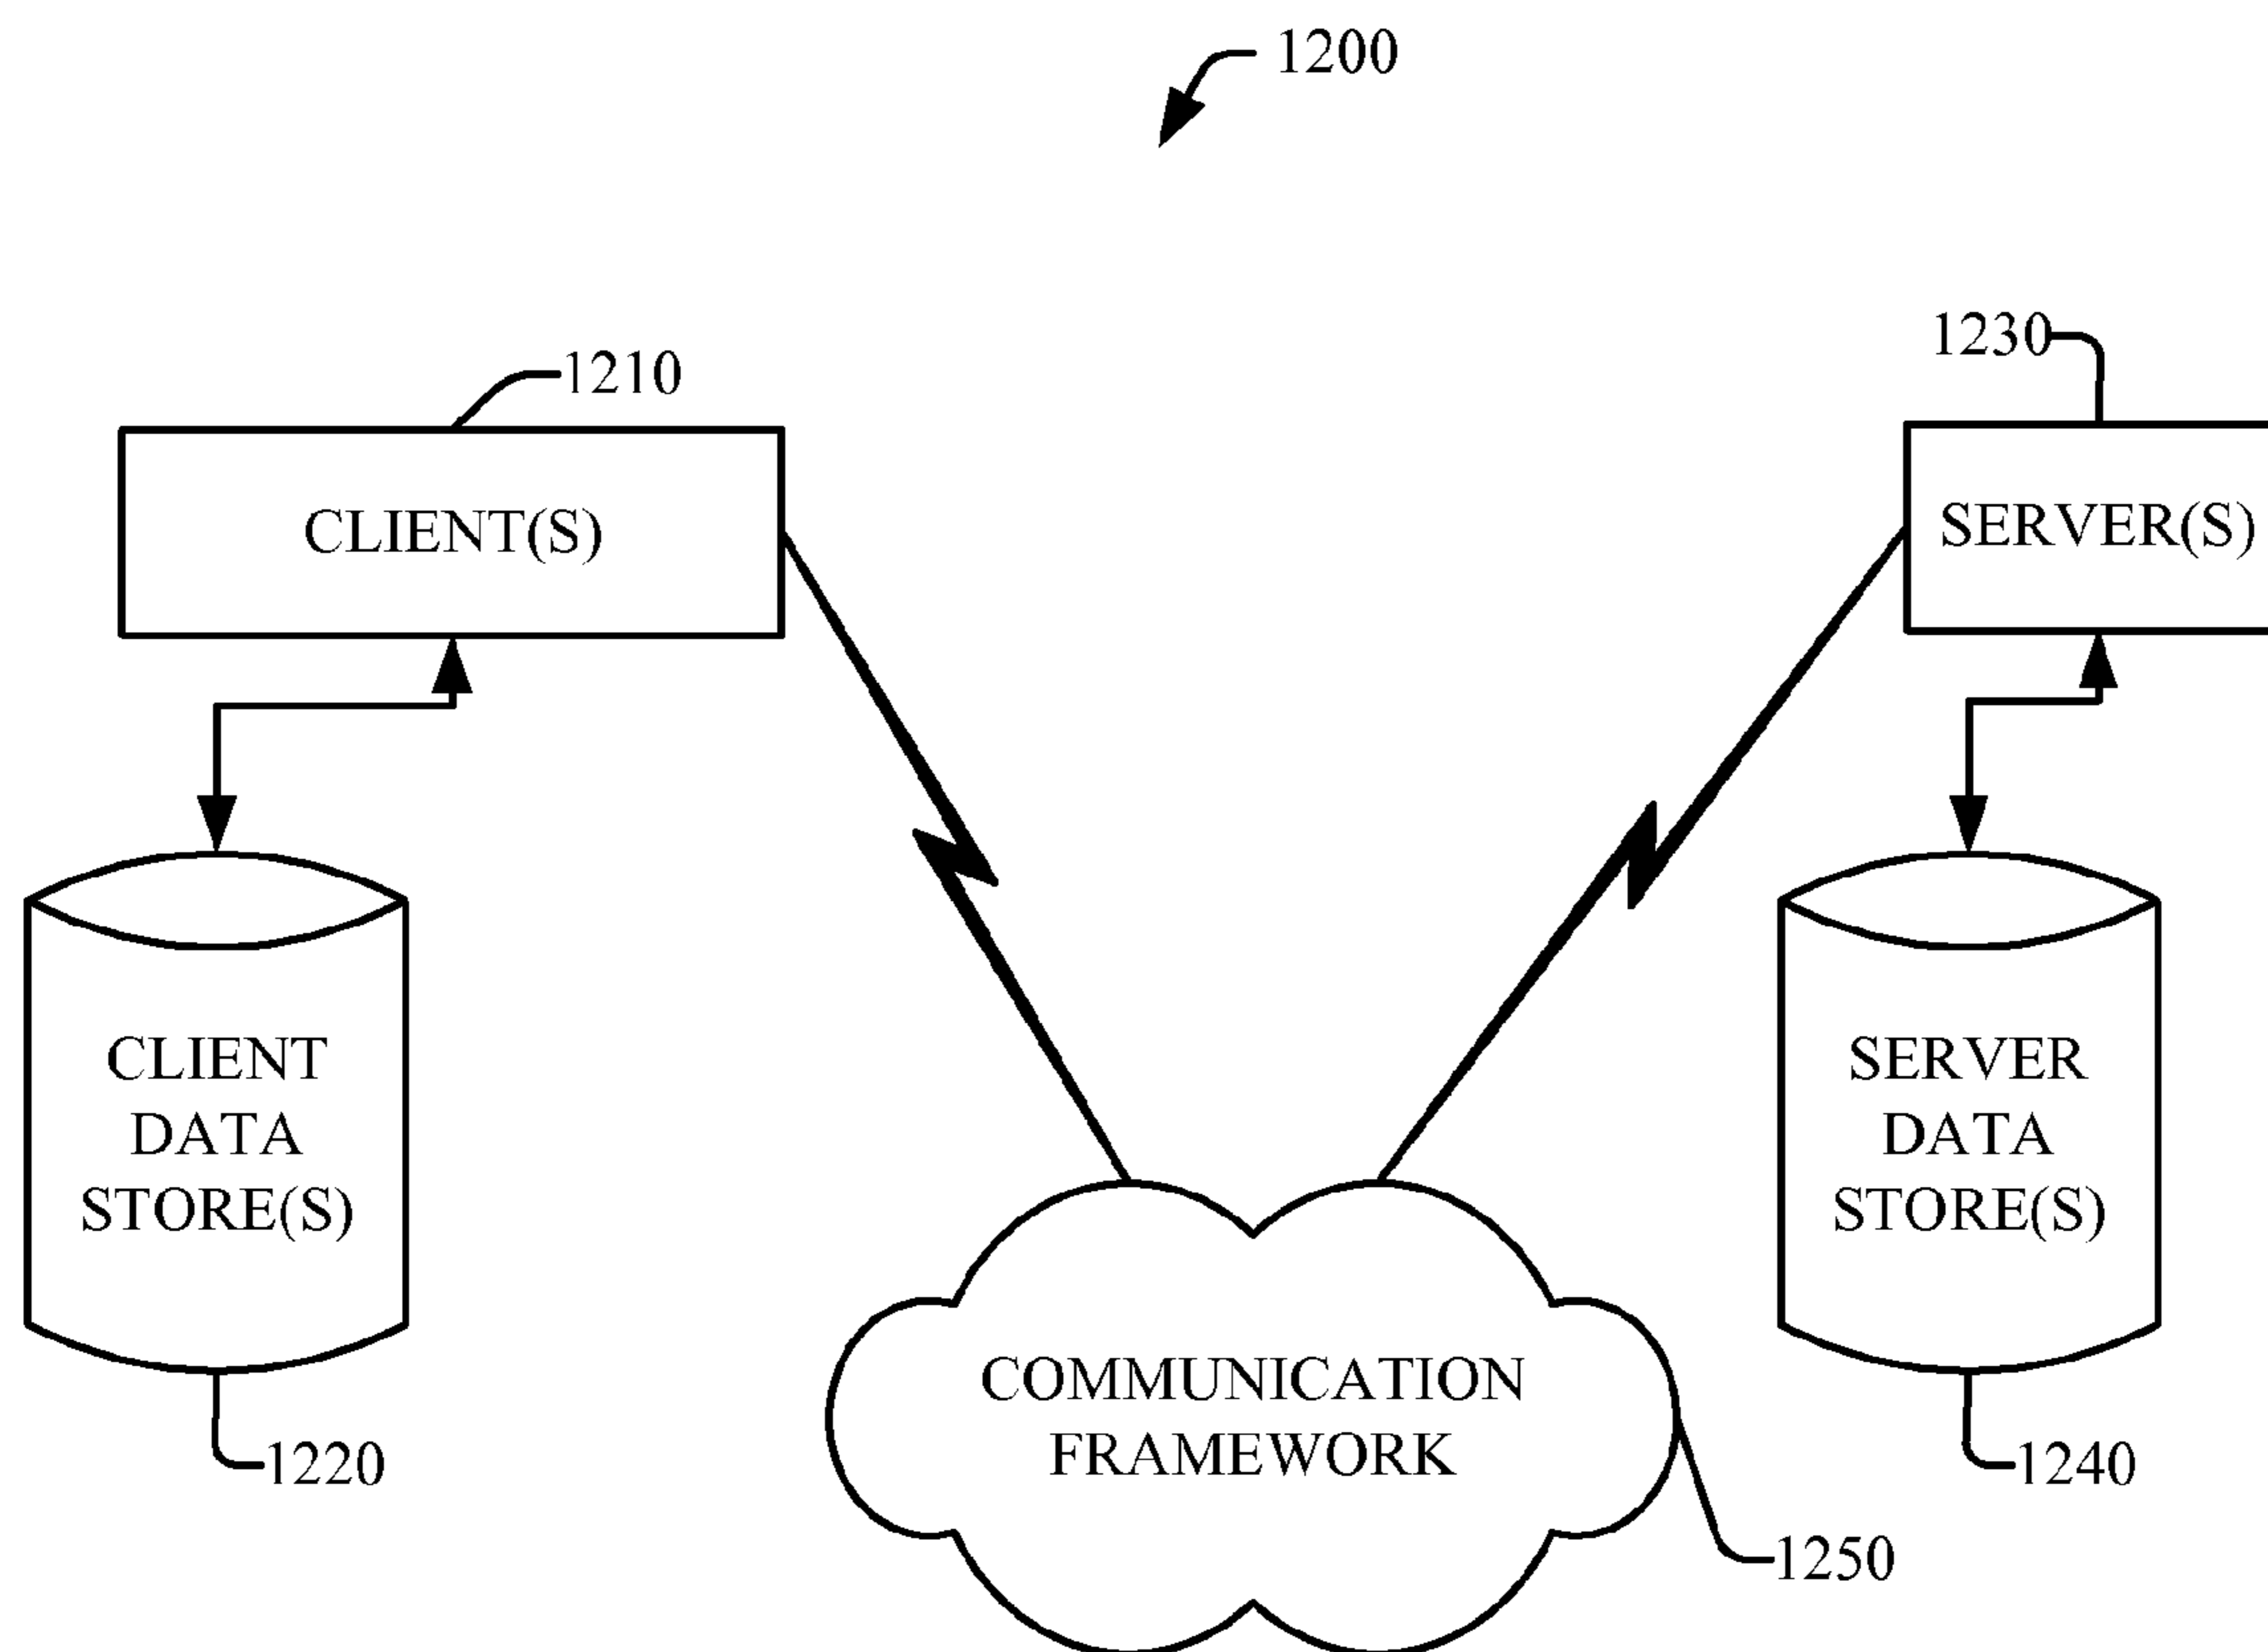 1200
1210
1230
CLIENT(S)
SERVER(S)
CLIENT
DATA
STORE(S)
SERVER
DATA
STORE(S)
COMMUNICATION
FRAMEWORK
1220
1240
1250